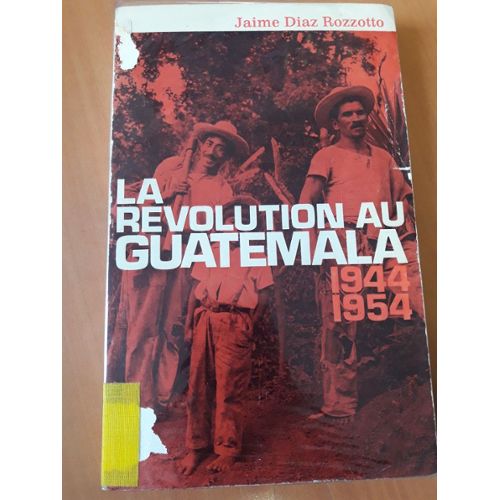 Jaime Diaz Rozzotto
LA
REVOLUTION AU
GUATEMALA
1944
1954